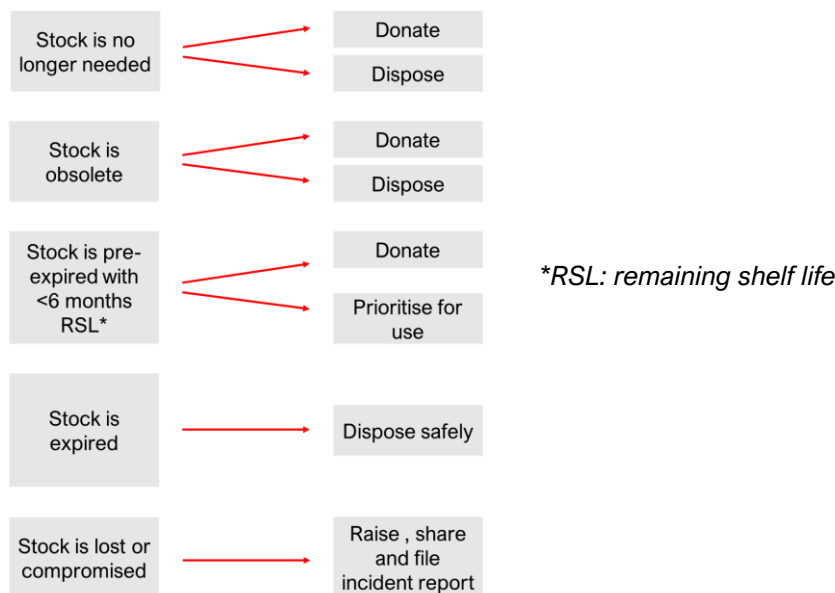 Stock is no
longer needed
Donate
Dispose
Stock is
obsolete
Donate
Dispose
Stock is pre-
expired with
<6 months
RSL*
Donate
Prioritise for
use
*RSL: remaining shelf life
Stock is
expired
Dispose safely
Stock is lost or
compromised
Raise , share
and file
incident report